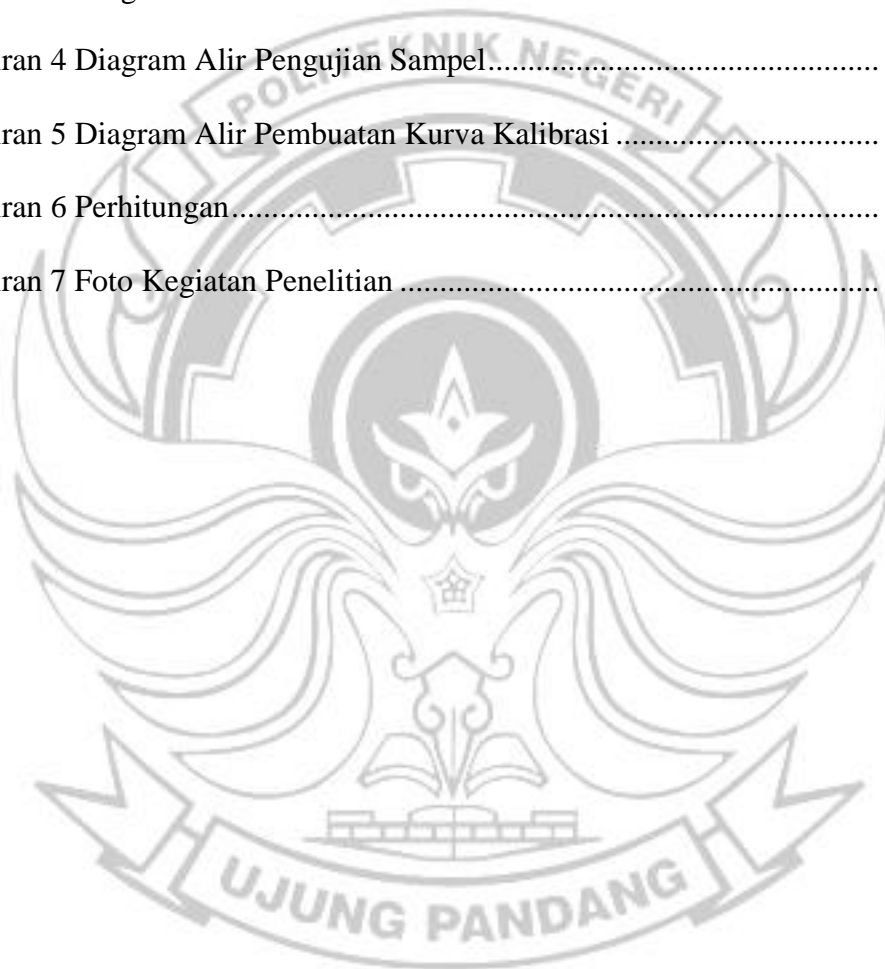 ran 4 Diagram Alir Pengujian Sampel................................................
ran 5 Diagram Alir Pembuatan Kurva Kalibrasi ................................
ran 6 Perhitungan................................................................................
ran 7 Foto Kegiatan Penelitian ...........................................................
POLITEKNIK NEGERI
UJUNG PANDANG